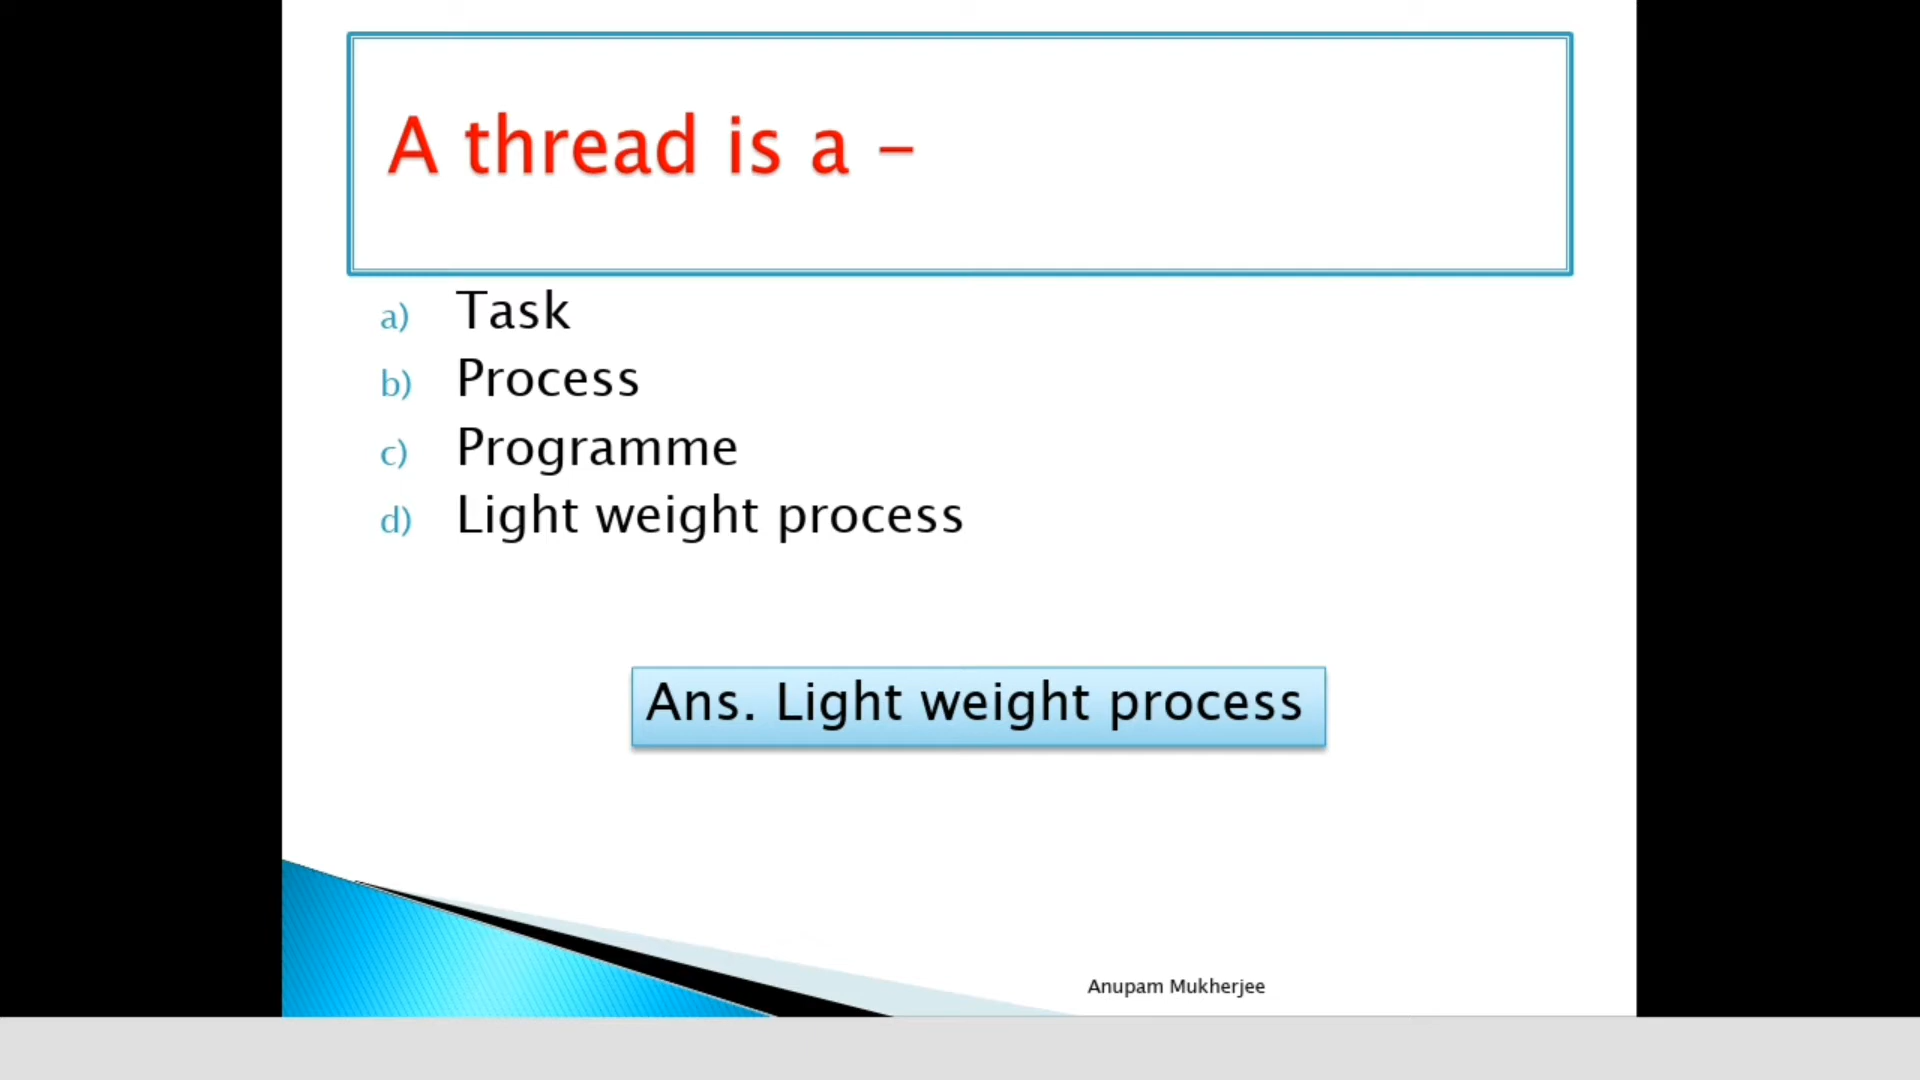 A thread is a –
a) Task
b) Process
c) Programme
d) Light weight process
Ans. Light weight process
Anupam Mukherjee